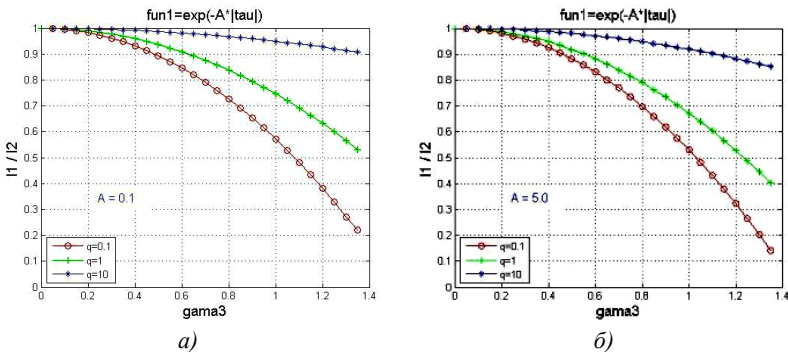 fun1=exp(-A*|tau|)
1
0.9
0.8
0.7
0.6
0.5
0.4
0.3
0.2
0.1
0
I1 / I2
A = 0.1
q=0.1
q=1
q=10
0 0.2 0.4 0.6 0.8 1 1.2 1.4
gama3
а)
fun1=exp(-A*|tau|)
1
0.9
0.8
0.7
0.6
0.5
0.4
0.3
0.2
0.1
0
I1 / I2
A = 5.0
q=0.1
q=1
q=10
0 0.2 0.4 0.6 0.8 1 1.2 1.4
gama3
б)